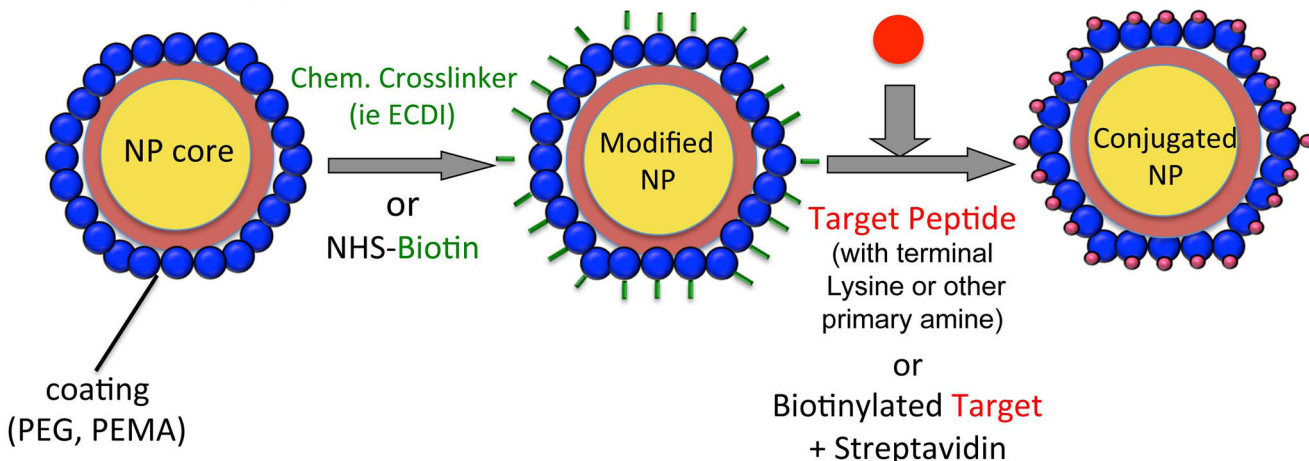 NP core
Chem. Crosslinker
(ie ECDI)
or
NHS-Biotin
coating
(PEG, PEMA)
Modified
NP
Target Peptide
(with terminal
Lysine or other
primary amine)
or
Biotinylated Target
+ Streptavidin
Conjugated
NP